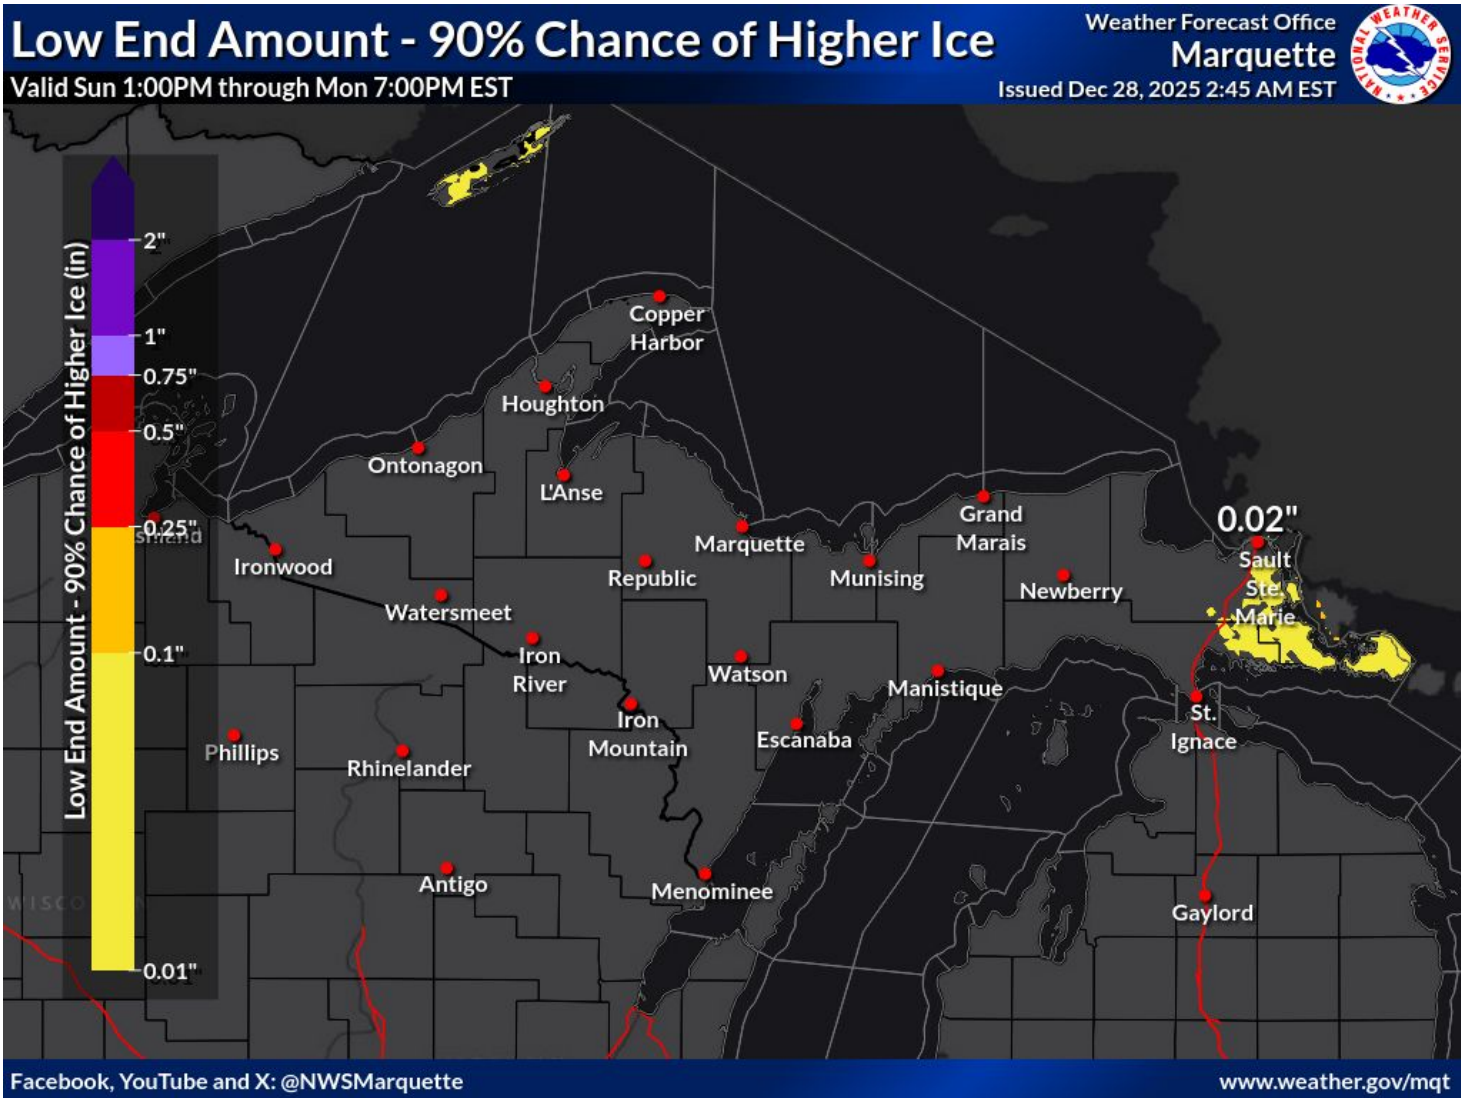 Low End Amount - 90% Chance of Higher Ice
Valid Sun 1:00PM through Mon 7:00PM EST
Weather Forecast Office
Marquette
Issued Dec 28, 2025 2:45 AM EST
NATIONAL WEATHER SERVICE
Low End Amount - 90% Chance of Higher Ice (in)
2"
1"
0.75"
0.5"
0.25"
0.1"
0.01"
Copper
Harbor
Houghton
Ontonagon
L'Anse
Marquette
Grand
Marais
0.02"
Sault
Ste.
Marie
Ironwood
Republic
Munising
Newberry
Watersmeet
Iron
River
Watson
Manistique
Iron
Mountain
Escanaba
St.
Ignace
Phillips
Rhinelander
Antigo
Menominee
Gaylord
Facebook, YouTube and X: @NWSMarquette
www.weather.gov/mqt